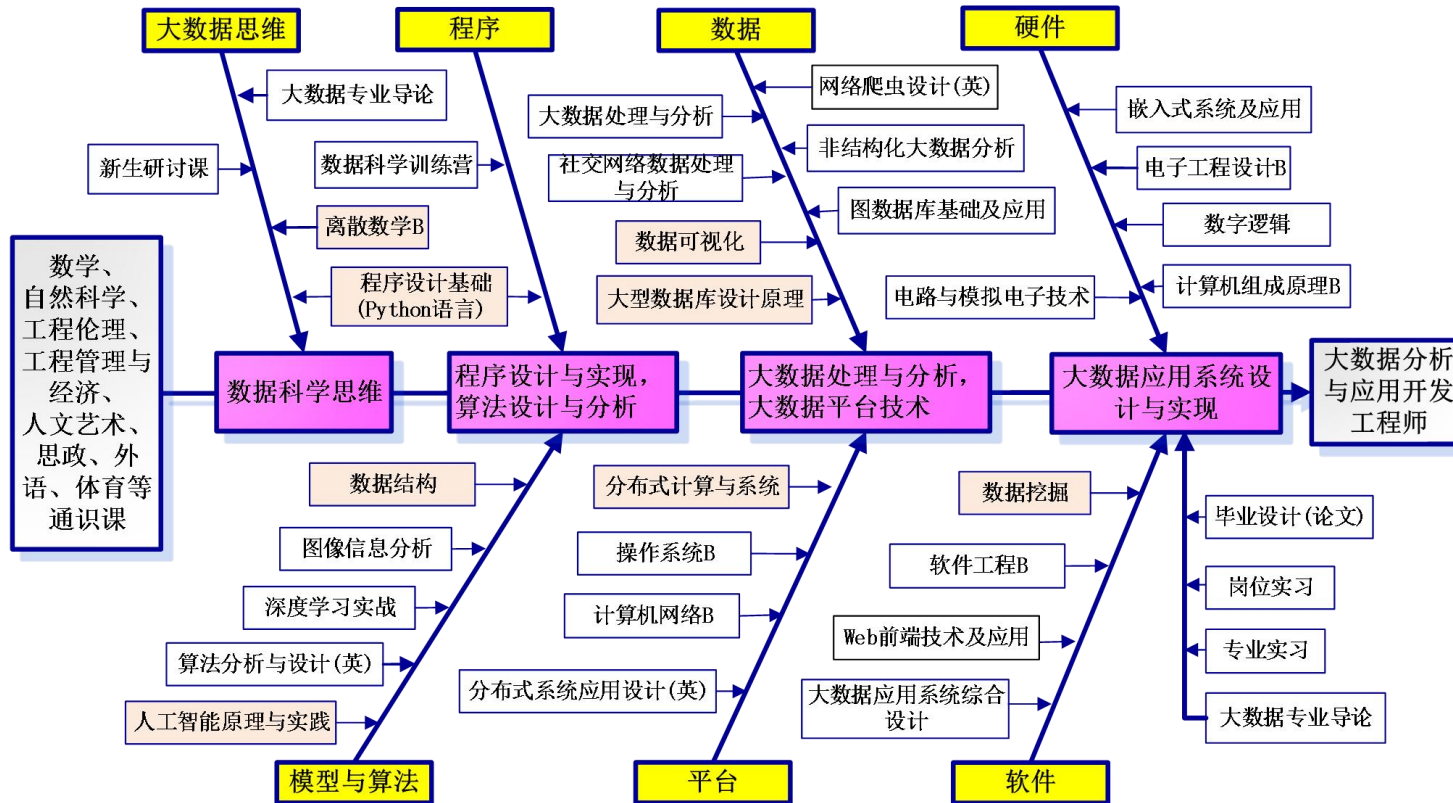 大数据思维
程序
数据
硬件
大数据专业导论
新生研讨课
离散数学B
程序设计基础
(Python语言)
数据科学训练营
网络爬虫设计(英)
大数据处理与分析
非结构化大数据分析
社交网络数据处理
与分析
图数据库基础及应用
数据可视化
大型数据库设计原理
嵌入式系统及应用
电子工程设计B
数字逻辑
计算机组成原理B
电路与模拟电子技术
数学、
自然科学、
工程伦理、
工程管理与
经济、
人文艺术、
思政、外
语、体育等
通识课
数据科学思维
程序设计与实现,
算法设计与分析
大数据处理与分析,
大数据平台技术
大数据应用系统设
计与实现
大数据分析
与应用开发
工程师
数据结构
图像信息分析
深度学习实战
算法分析与设计(英)
人工智能原理与实践
分布式计算与系统
操作系统B
计算机网络B
分布式系统应用设计(英)
数据挖掘
软件工程B
Web前端技术及应用
大数据应用系统综合
设计
毕业设计(论文)
岗位实习
专业实习
大数据专业导论
模型与算法
平台
软件